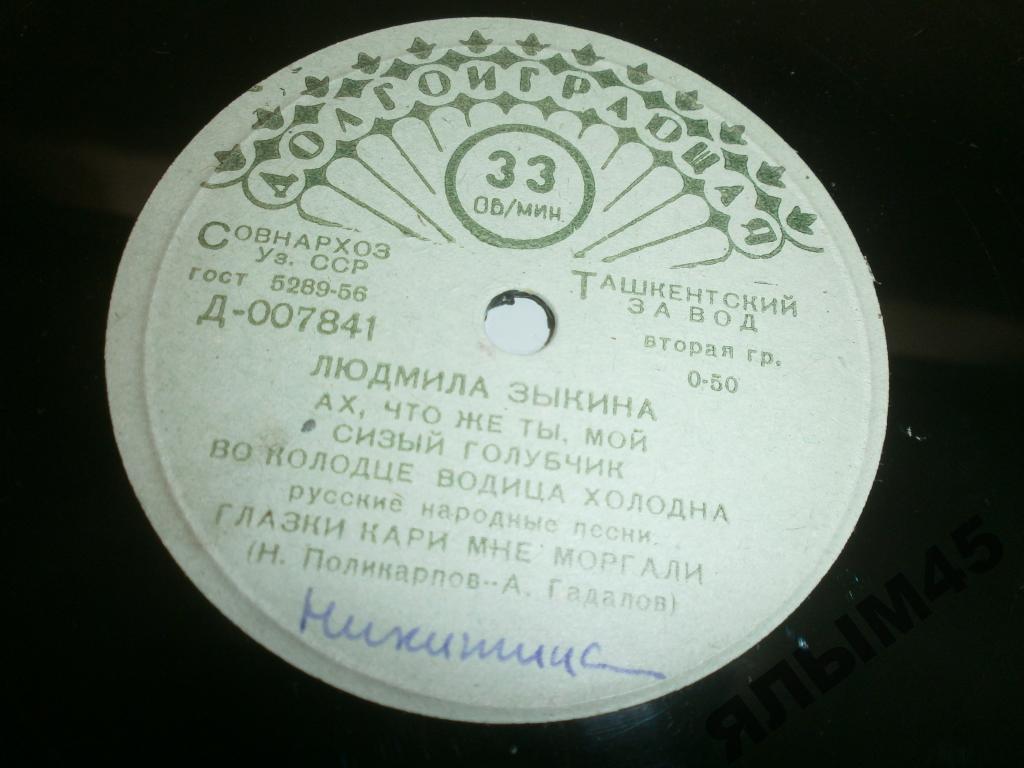 ДОЛГОИГРАЮЩАЯ
33
ОБ/МИН.
СОВНАРХОЗ
Уз. ССР
ГОСТ 5289-56
Д-007841
ТАШКЕНТСКИЙ
ЗАВОД
вторая гр.
0-50
ЛЮДМИЛА ЗЫКИНА
АХ, ЧТО ЖЕ ТЫ, МОЙ
СИЗЫЙ ГОЛУБЧИК
ВО КОЛОДЦЕ ВОДИЦА ХОЛОДНА
русские народные песни
ГЛАЗКИ КАРИ МНЕ МОРГАЛИ
(Н. Поликарпов--А. Гадалов)
ЯЛЫМ45